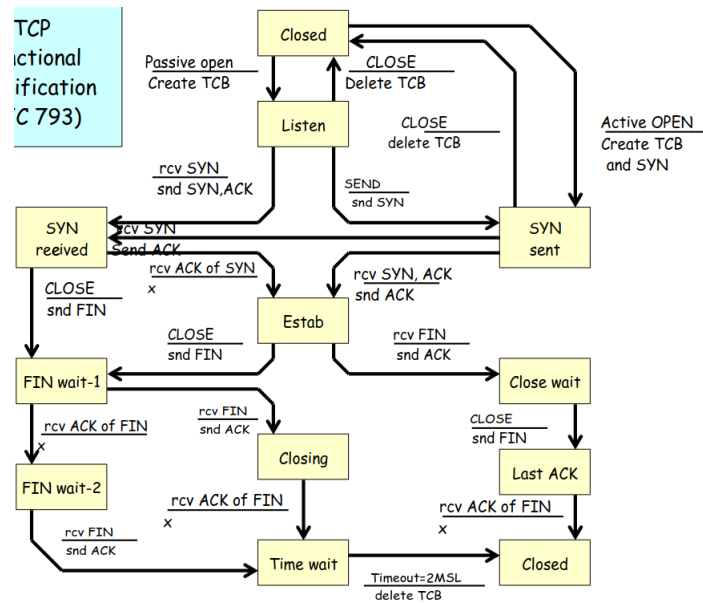 TCP
nctional
ification
C 793)
Closed
Passive open
Create TCB
CLOSE
Delete TCB
Listen
CLOSE
delete TCB
Active OPEN
Create TCB
and SYN
rcv SYN
snd SYN,ACK
SEND
snd SYN
SYN
reeived
rcv SYN
Send ACK
SYN
sent
rcv ACK of SYN
x
rcv SYN, ACK
snd ACK
CLOSE
snd FIN
Estab
CLOSE
snd FIN
rcv FIN
snd ACK
FIN wait-1
Close wait
rcv FIN
snd ACK
CLOSE
snd FIN
rcv ACK of FIN
x
Closing
Last ACK
FIN wait-2
rcv ACK of FIN
x
rcv ACK of FIN
x
rcv FIN
snd ACK
Time wait
Closed
Timeout=2MSL
delete TCB